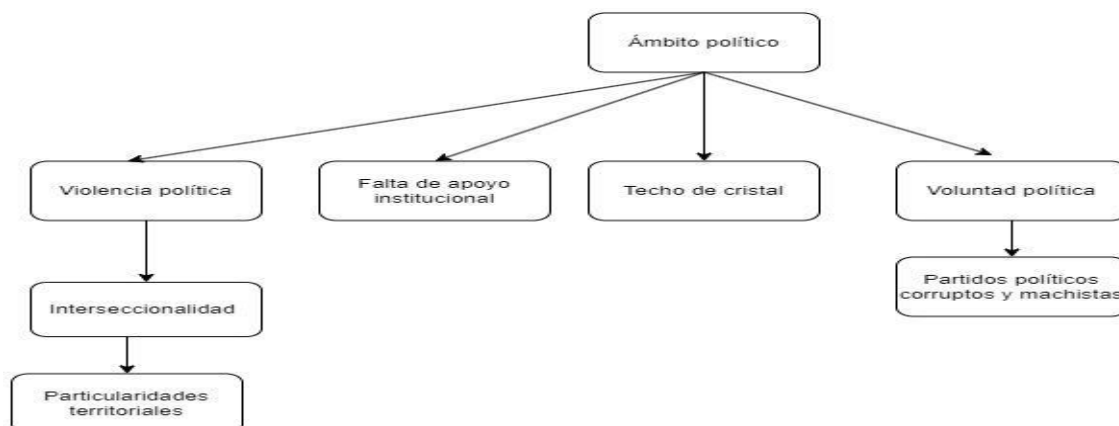 Ámbito político
Violencia política
Falta de apoyo
institucional
Techo de cristal
Voluntad política
Interseccionalidad
Partidos políticos
corruptos y machistas
Particularidades
territoriales